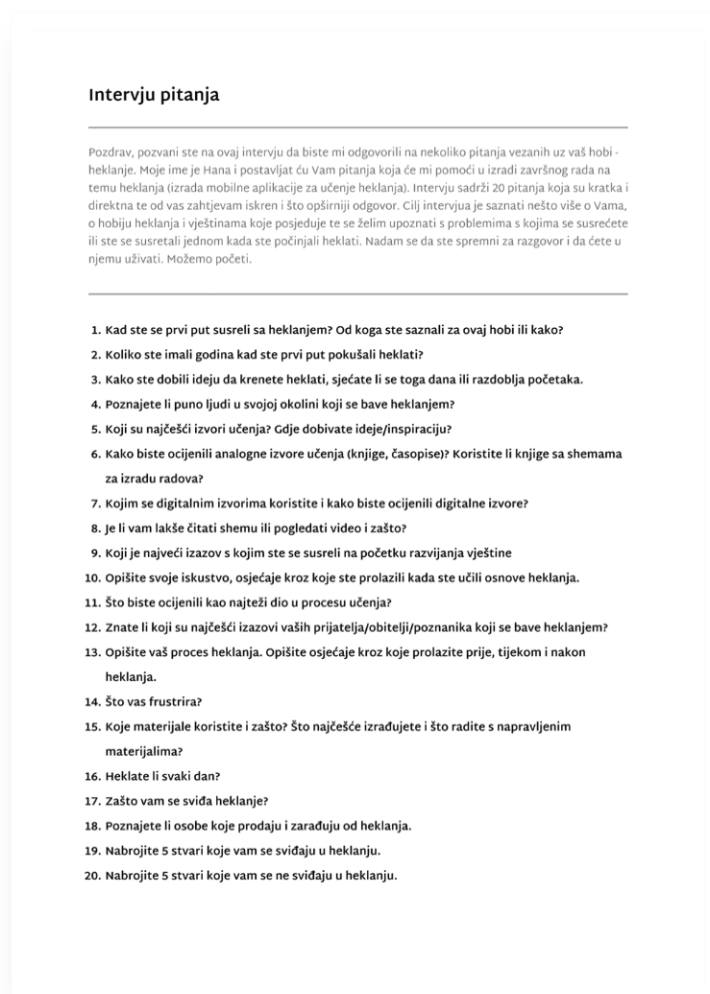 Intervju pitanja
Pozdrav, pozvani ste na ovaj intervju da biste mi odgovorili na nekoliko pitanja vezanih uz vaš hobi -
heklanje. Moje ime je Hana i postavljat ću Vam pitanja koja će mi pomoći u izradi završnog rada na
temu heklanja (izrada mobilne aplikacije za učenje heklanja). Intervju sadrži 20 pitanja koja su kratka i
direktna te od vas zahtjevam iskren i što opširniji odgovor. Cilj intervjua je saznati nešto više o Vama,
o hobiju heklanja i vještinama koje posjeduje te se želim upoznati s problemima s kojima se susrećete
ili ste se susretali jednom kada ste počinjali heklati. Nadam se da ste spremni za razgovor i da ćete u
njemu uživati. Možemo početi.
1. Kad ste se prvi put susreli sa heklanjem? Od koga ste saznali za ovaj hobi ili kako?
2. Koliko ste imali godina kad ste prvi put pokušali heklati?
3. Kako ste dobili ideju da krenete heklati, sjećate li se toga dana ili razdoblja početaka.
4. Poznajete li puno ljudi u svojoj okolini koji se bave heklanjem?
5. Koji su najčešći izvori učenja? Gdje dobivate ideje/inspiraciju?
6. Kako biste ocijenili analogne izvore učenja (knjige, časopise)? Koristite li knjige sa shemama
za izradu radova?
7. Kojim se digitalnim izvorima koristite i kako biste ocijenili digitalne izvore?
8. Je li vam lakše čitati shemu ili pogledati video i zašto?
9. Koji je najveći izazov s kojim ste se susreli na početku razvijanja vještine
10. Opišite svoje iskustvo, osjećaje kroz koje ste prolazili kada ste učili osnove heklanja.
11. Što biste ocijenili kao najteži dio u procesu učenja?
12. Znate li koji su najčešći izazovi vaših prijatelja/obitelji/poznanika koji se bave heklanjem?
13. Opišite vaš proces heklanja. Opišite osjećaje kroz koje prolazite prije, tijekom i nakon
heklanja.
14. Što vas frustrira?
15. Koje materijale koristite i zašto? Što najčešće izrađujete i što radite s napravljenim
materijalima?
16. Heklate li svaki dan?
17. Zašto vam se sviđa heklanje?
18. Poznajete li osobe koje prodaju i zarađuju od heklanja.
19. Nabrojite 5 stvari koje vam se sviđaju u heklanju.
20. Nabrojite 5 stvari koje vam se ne sviđaju u heklanju.